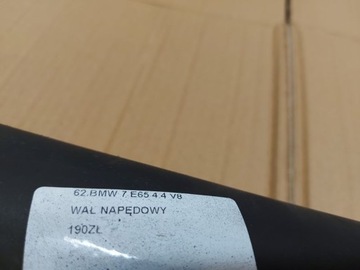 62.BMW 7 E65 4.4 V8
WAŁ NAPĘDOWY
190ZŁ